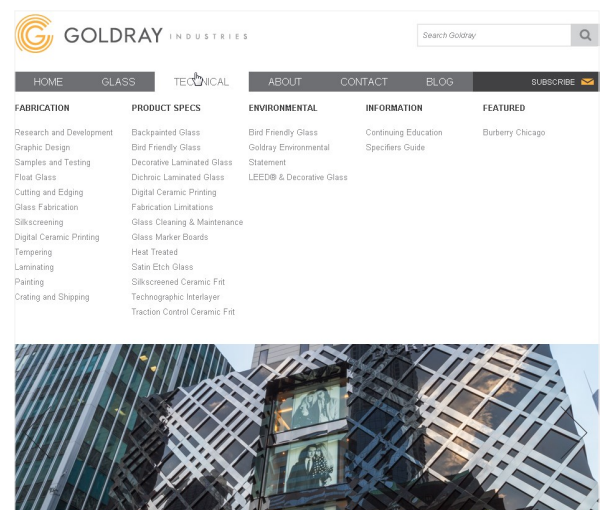 GOLDRAY INDUSTRIES
Search Goldray
HOME GLASS TECHNICAL ABOUT CONTACT BLOG SUBSCRIBE
FABRICATION
Research and Development
Graphic Design
Samples and Testing
Float Glass
Cutting and Edging
Glass Fabrication
Silkscreening
Digital Ceramic Printing
Tempering
Laminating
Painting
Crating and Shipping
PRODUCT SPECS
Backpainted Glass
Bird Friendly Glass
Decorative Laminated Glass
Dichroic Laminated Glass
Digital Ceramic Printing
Fabrication Limitations
Glass Cleaning & Maintenance
Glass Marker Boards
Heat Treated
Satin Etch Glass
Silkscreened Ceramic Frit
Technographic Interlayer
Traction Control Ceramic Frit
ENVIRONMENTAL
Bird Friendly Glass
Goldray Environmental
Statement
LEED® & Decorative Glass
INFORMATION
Continuing Education
Specifiers Guide
FEATURED
Burberry Chicago